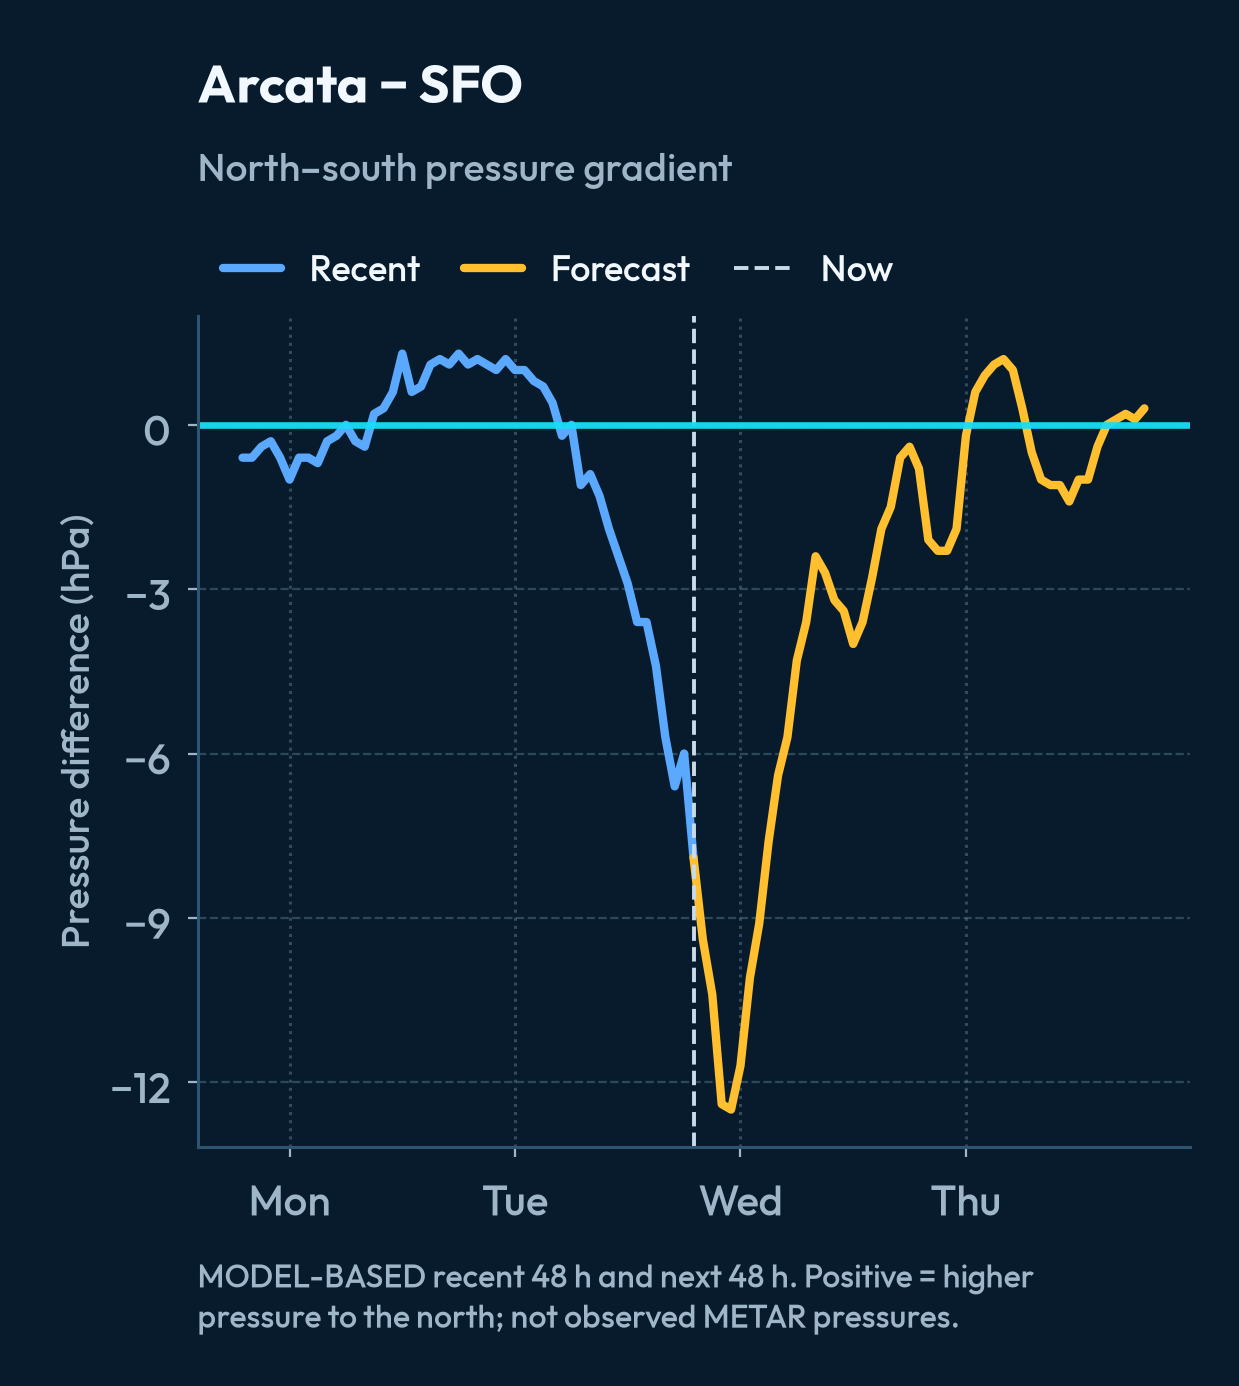 Arcata – SFO
North–south pressure gradient
Recent Forecast Now
Pressure difference (hPa)
0
−3
−6
−9
−12
Mon Tue Wed Thu
MODEL-BASED recent 48 h and next 48 h. Positive = higher
pressure to the north; not observed METAR pressures.